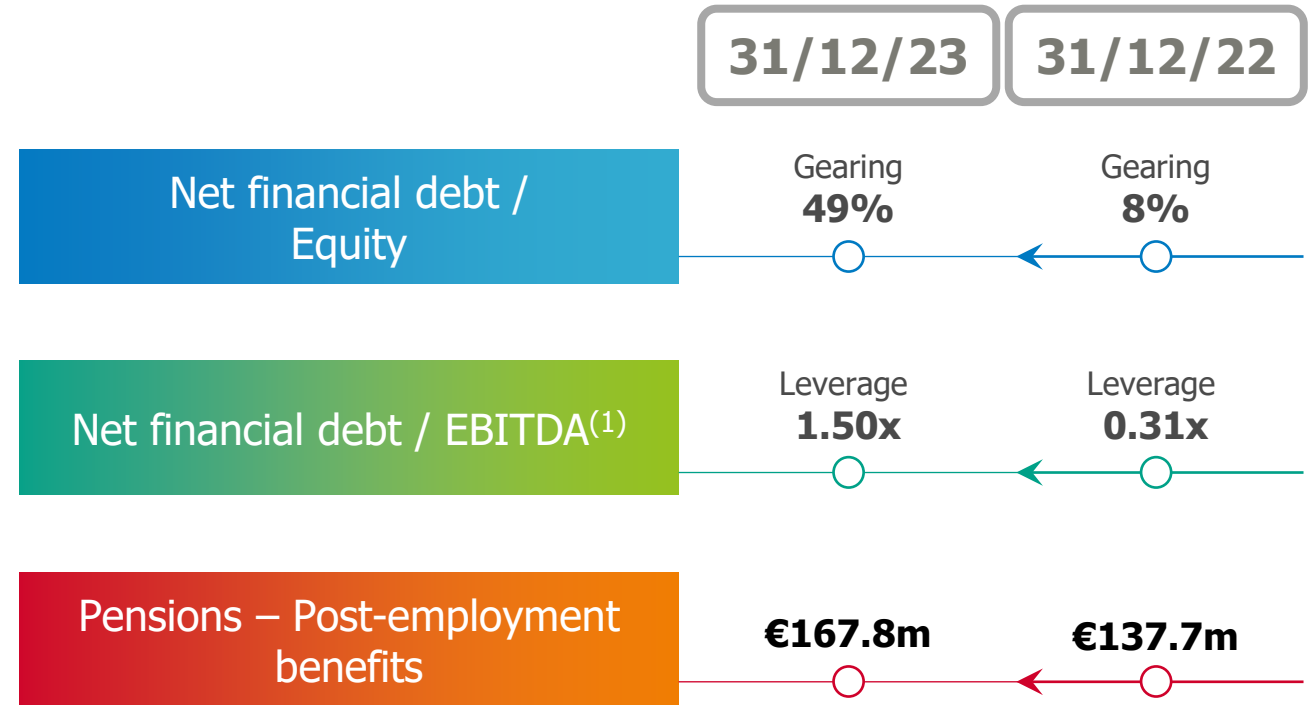 31/12/23 31/12/22
Net financial debt /
Equity
Gearing
49%
Gearing
8%
Net financial debt / EBITDA(1)
Leverage
1.50x
Leverage
0.31x
Pensions – Post-employment
benefits
€167.8m
€137.7m